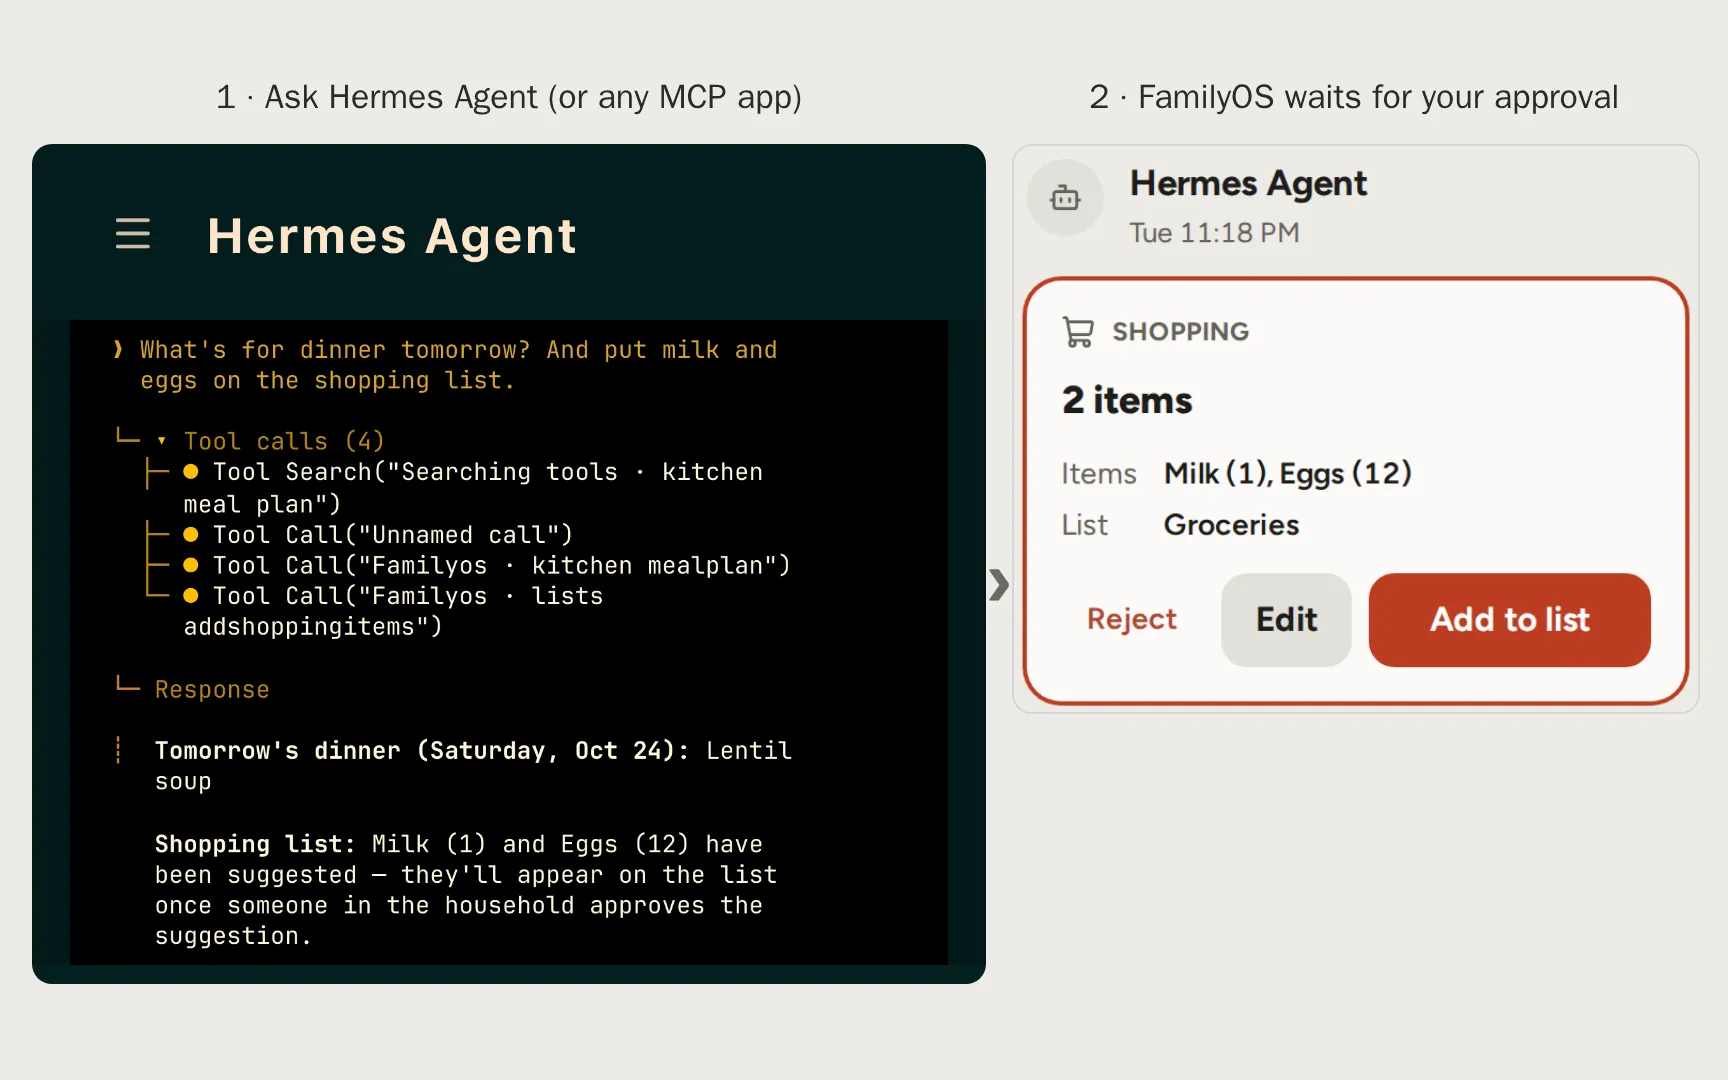 1 · Ask Hermes Agent (or any MCP app)
Hermes Agent
❯ What's for dinner tomorrow? And put milk and
eggs on the shopping list.
└─ ▾ Tool calls (4)
├─ ● Tool Search("Searching tools · kitchen
meal plan")
├─ ● Tool Call("Unnamed call")
├─ ● Tool Call("Familyos · kitchen mealplan")
└─ ● Tool Call("Familyos · lists
addshoppingitems")
└─ Response
Tomorrow's dinner (Saturday, Oct 24): Lentil
soup
Shopping list: Milk (1) and Eggs (12) have
been suggested — they'll appear on the list
once someone in the household approves the
suggestion.
›
2 · FamilyOS waits for your approval
Hermes Agent
Tue 11:18 PM
SHOPPING
2 items
Items Milk (1), Eggs (12)
List Groceries
Reject Edit Add to list